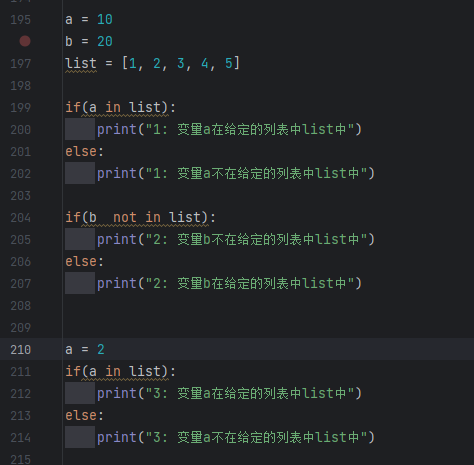 195 a = 10
b = 20
197 list = [1, 2, 3, 4, 5]
198
199 if(a in list):
200 print("1: 变量a在给定的列表中list中")
201 else:
202 print("1: 变量a不在给定的列表中list中")
203
204 if(b  not in list):
205 print("2: 变量b不在给定的列表中list中")
206 else:
207 print("2: 变量b在给定的列表中list中")
208
209
210 a = 2
211 if(a in list):
212 print("3: 变量a在给定的列表中list中")
213 else:
214 print("3: 变量a不在给定的列表中list中")
215